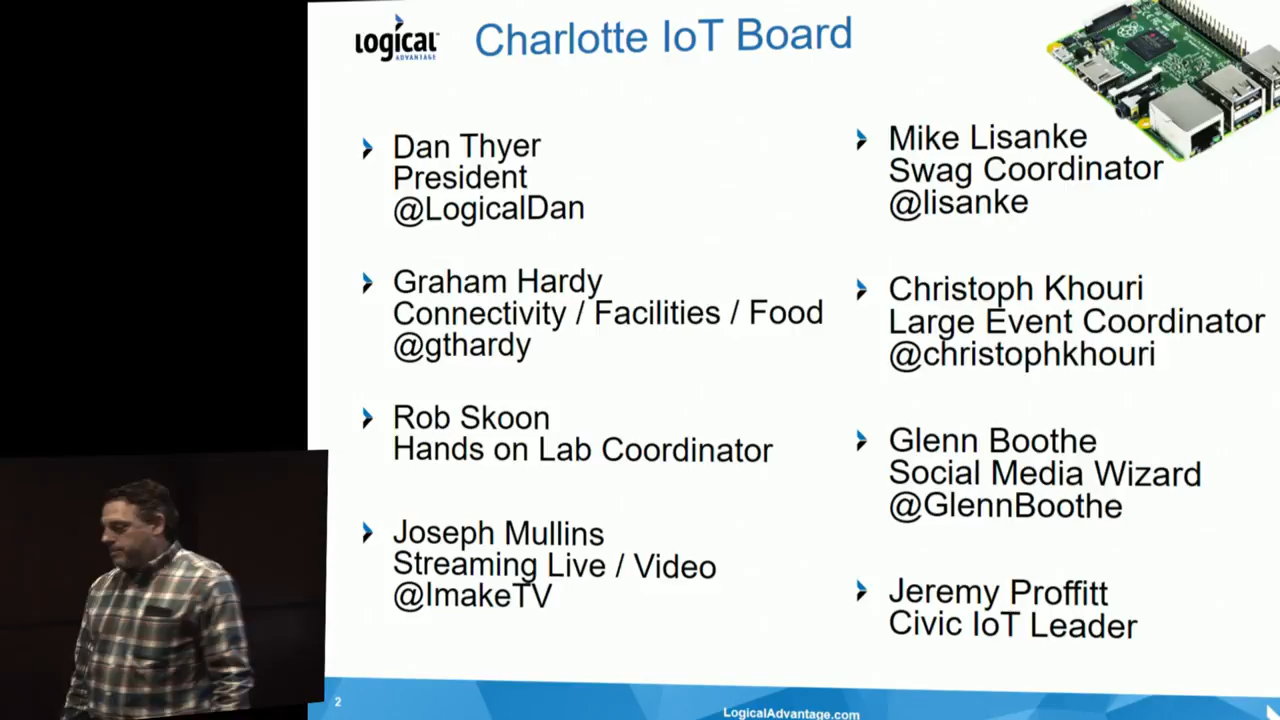 logical
ADVANTAGE
Charlotte IoT Board
Dan Thyer
President
@LogicalDan
Graham Hardy
Connectivity / Facilities / Food
@gthardy
Rob Skoon
Hands on Lab Coordinator
Joseph Mullins
Streaming Live / Video
@ImakeTV
Mike Lisanke
Swag Coordinator
@lisanke
Christoph Khouri
Large Event Coordinator
@christophkhouri
Glenn Boothe
Social Media Wizard
@GlennBoothe
Jeremy Proffitt
Civic IoT Leader
2
LogicalAdvantage.com